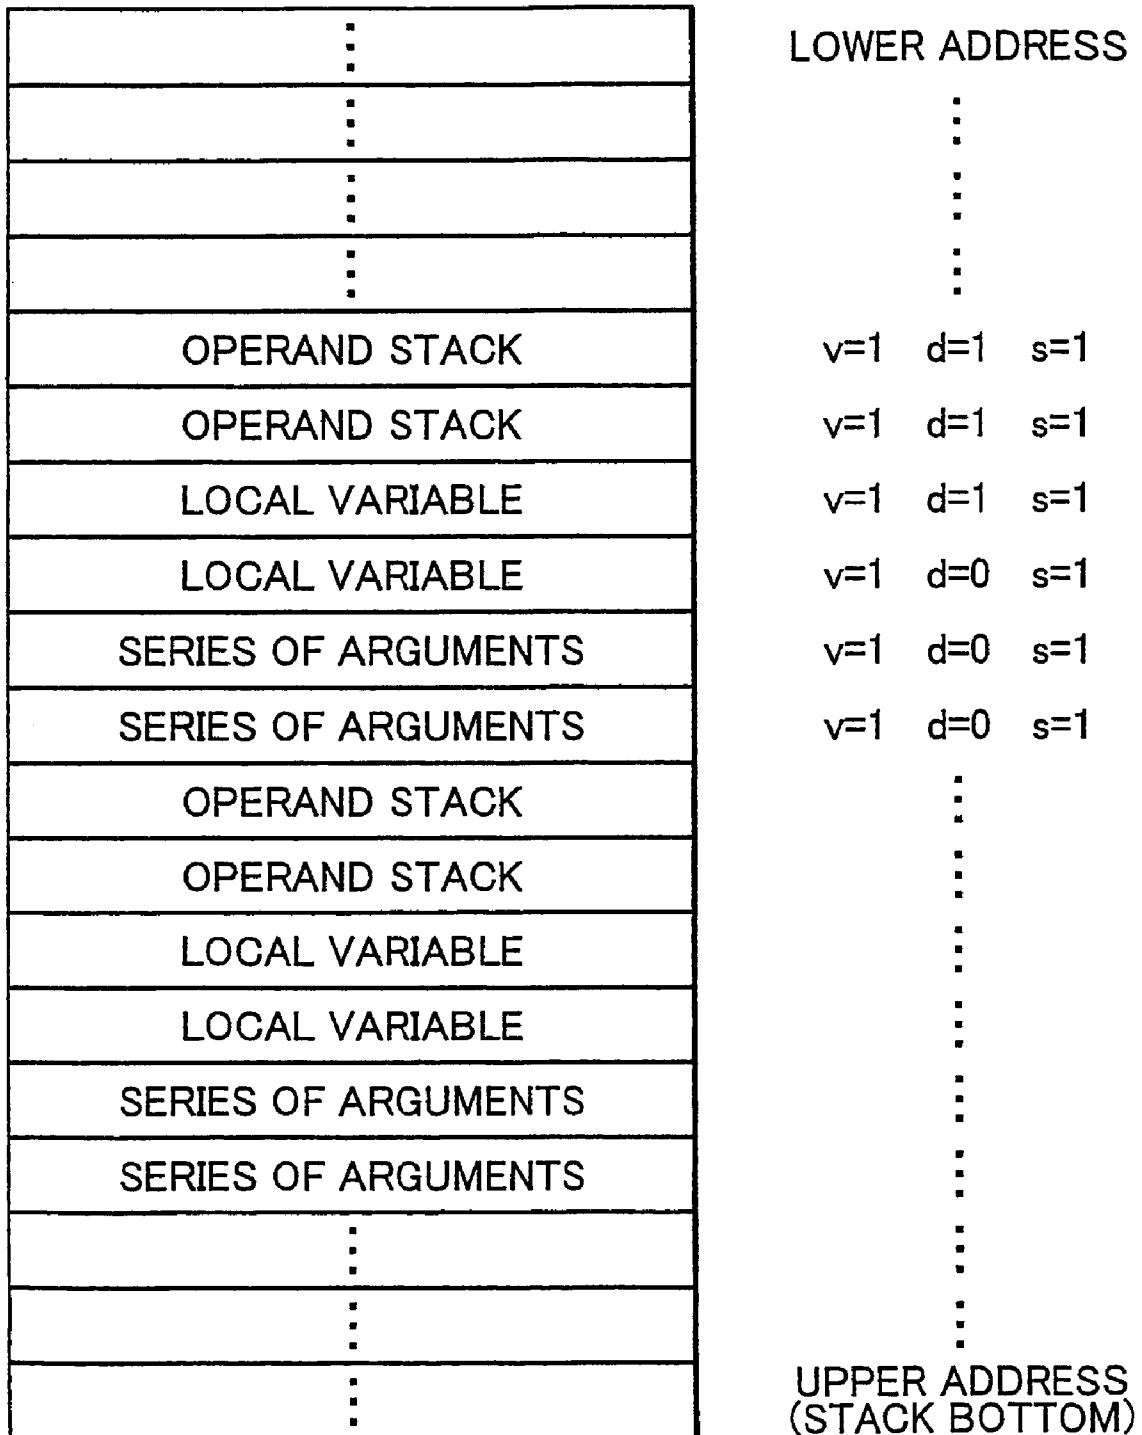 LOWER ADDRESS
OPERAND STACK v=1 d=1 s=1
OPERAND STACK v=1 d=1 s=1
LOCAL VARIABLE v=1 d=1 s=1
LOCAL VARIABLE v=1 d=0 s=1
SERIES OF ARGUMENTS v=1 d=0 s=1
SERIES OF ARGUMENTS v=1 d=0 s=1
OPERAND STACK
OPERAND STACK
LOCAL VARIABLE
LOCAL VARIABLE
SERIES OF ARGUMENTS
SERIES OF ARGUMENTS
UPPER ADDRESS
(STACK BOTTOM)